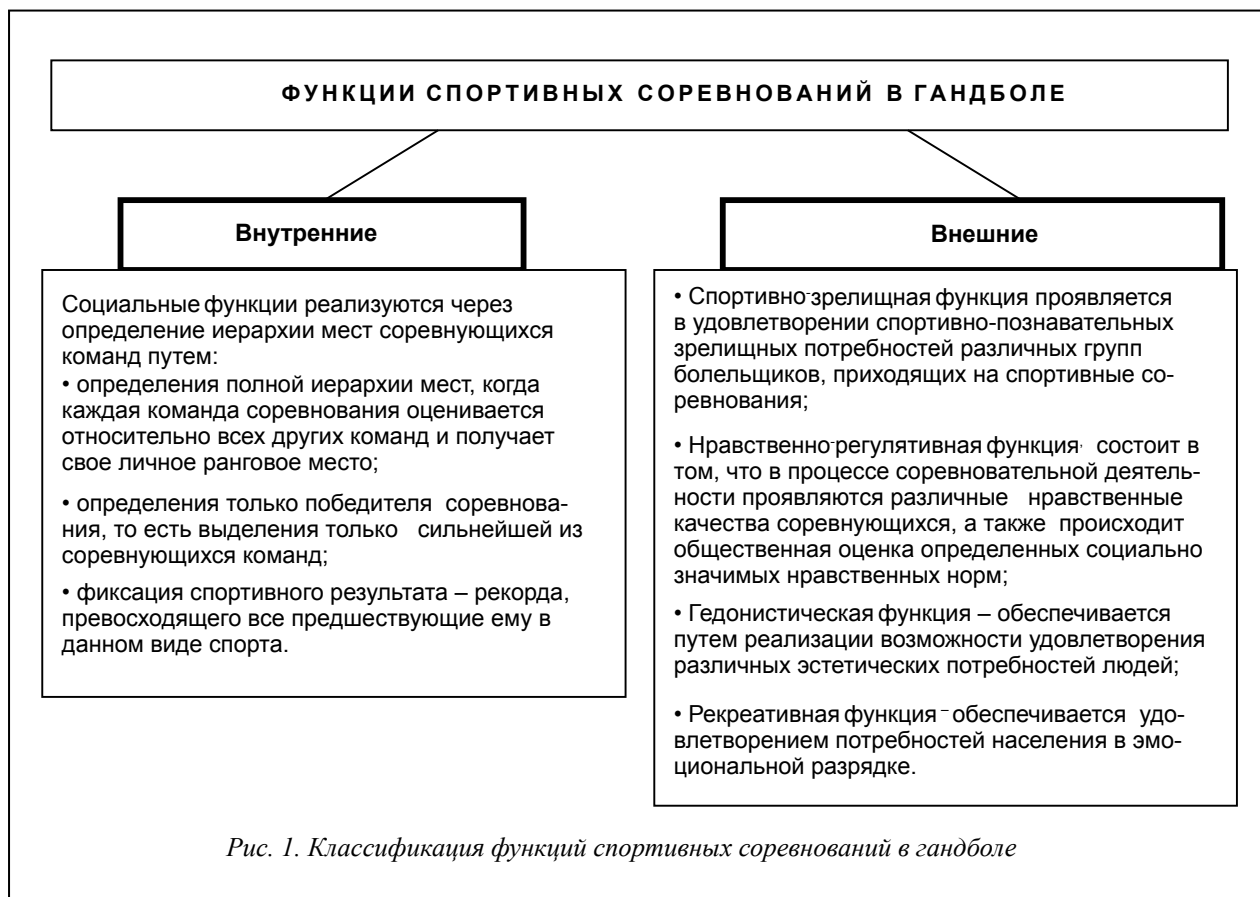 ФУНКЦИИ СПОРТИВНЫХ СОРЕВНОВАНИЙ В ГАНДБОЛЕ
Внутренние
Социальные функции реализуются через
определение иерархии мест соревнующихся
команд путем:
• определения полной иерархии мест, когда
каждая команда соревнования оценивается
относительно всех других команд и получает
свое личное ранговое место;
• определения только победителя соревнова-
ния, то есть выделения только сильнейшей из
соревнующихся команд;
• фиксация спортивного результата – рекорда,
превосходящего все предшествующие ему в
данном виде спорта.
Внешние
• Спортивно-зрелищная функция проявляется
в удовлетворении спортивно-познавательных
зрелищных потребностей различных групп
болельщиков, приходящих на спортивные со-
ревнования;
• Нравственно-регулятивная функция, состоит в
том, что в процессе соревновательной деятель-
ности проявляются различные нравственные
качества соревнующихся, а также происходит
общественная оценка определенных социально
значимых нравственных норм;
• Гедонистическая функция – обеспечивается
путем реализации возможности удовлетворения
различных эстетических потребностей людей;
• Рекреативная функция – обеспечивается удо-
влетворением потребностей населения в эмо-
циональной разрядке.
Рис. 1. Классификация функций спортивных соревнований в гандболе